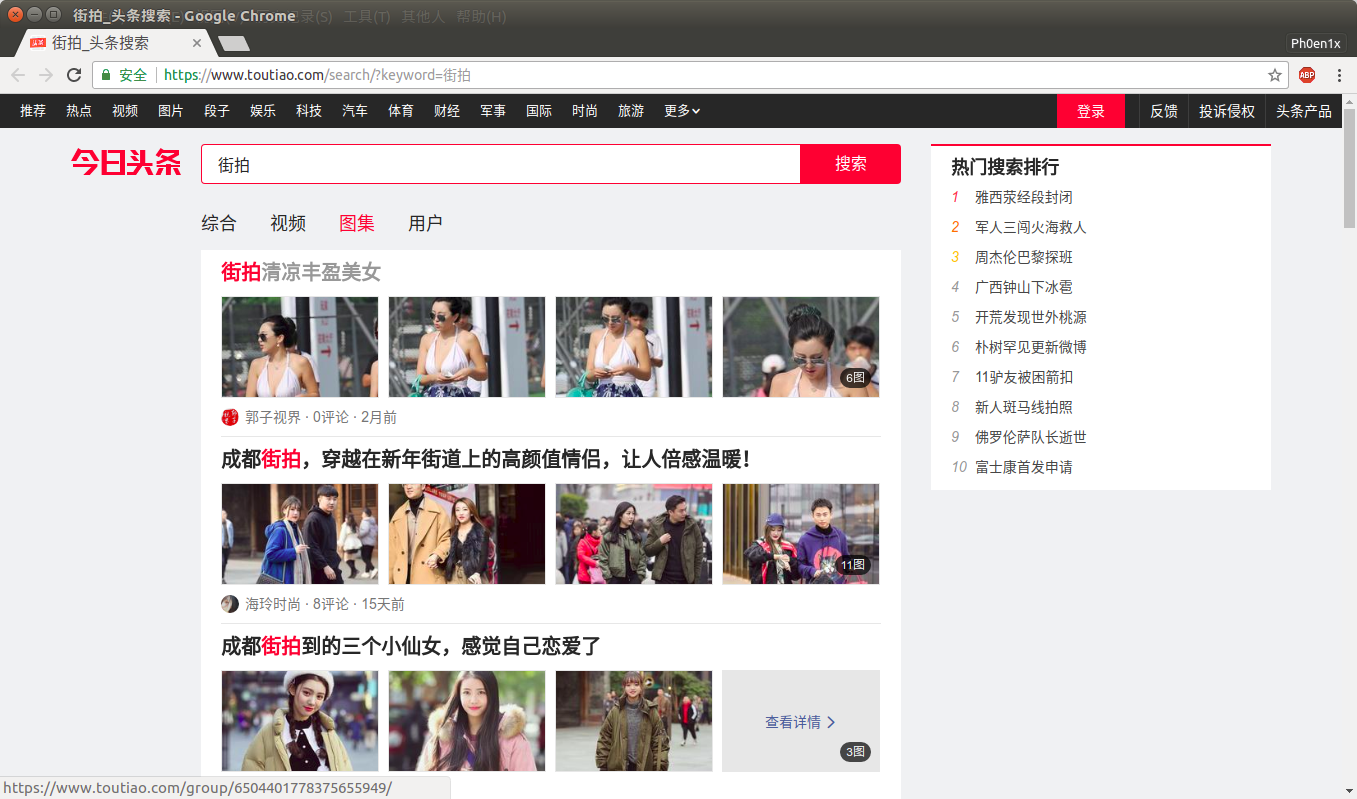 街拍_头条搜索 - Google Chrome 录(S) 工具(T) 其他人 帮助(H)
街拍_头条搜索
Ph0en1x
安全 https://www.toutiao.com/search/?keyword=街拍
ABP
推荐 热点 视频 图片 段子 娱乐 科技 汽车 体育 财经 军事 国际 时尚 旅游 更多 登录 反馈 投诉侵权 头条产品
今日头条 街拍 搜索
综合 视频 图集 用户
街拍清凉丰盈美女
6图
郭子视界 · 0评论 · 2月前
成都街拍，穿越在新年街道上的高颜值情侣，让人倍感温暖！
11图
海玲时尚 · 8评论 · 15天前
成都街拍到的三个小仙女，感觉自己恋爱了
查看详情
3图
热门搜索排行
1 雅西荥经段封闭
2 军人三闯火海救人
3 周杰伦巴黎探班
4 广西钟山下冰雹
5 开荒发现世外桃源
6 朴树罕见更新微博
7 11驴友被困箭扣
8 新人斑马线拍照
9 佛罗伦萨队长逝世
10 富士康首发申请
https://www.toutiao.com/group/6504401778375655949/